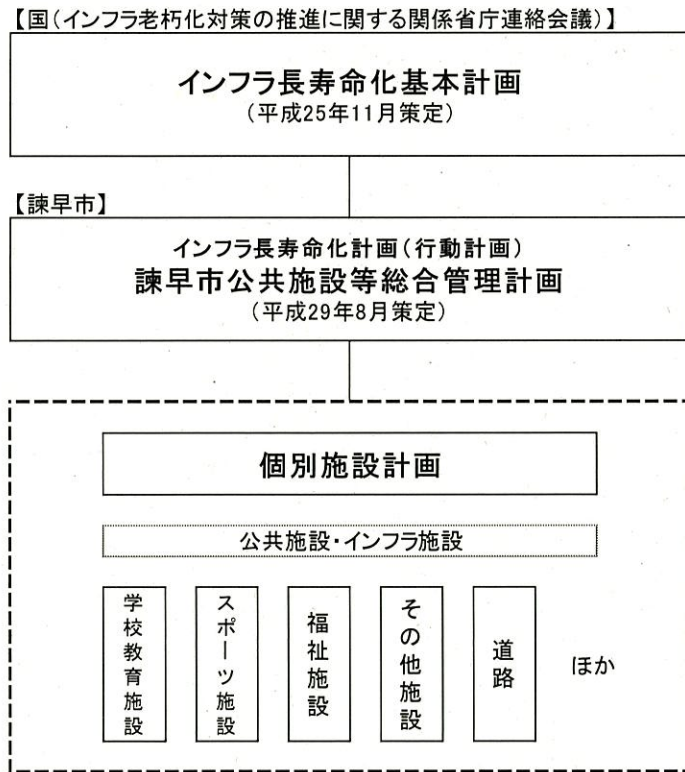 【国(インフラ老朽化対策の推進に関する関係省庁連絡会議)】
インフラ長寿命化基本計画
(平成25年11月策定)
【諫早市】
インフラ長寿命化計画(行動計画)
諫早市公共施設等総合管理計画
(平成29年8月策定)
個別施設計画
公共施設・インフラ施設
学校教育施設
スポーツ施設
福祉施設
その他施設
道路
ほか